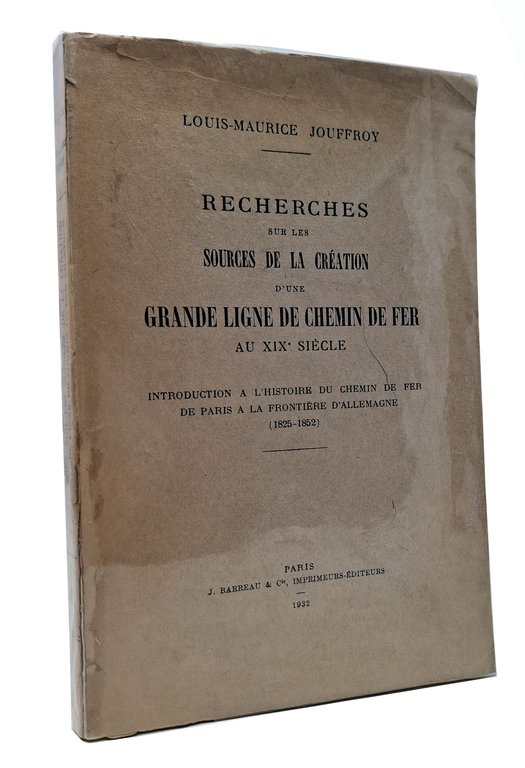 LOUIS-MAURICE JOUFFROY
RECHERCHES
SUR LES
SOURCES DE LA CRÉATION
D'UNE
GRANDE LIGNE DE CHEMIN DE FER
AU XIXe SIÈCLE
INTRODUCTION A L'HISTOIRE DU CHEMIN DE FER
DE PARIS A LA FRONTIÈRE D'ALLEMAGNE
(1825-1852)
PARIS
J. BARREAU & Cie, IMPRIMEURS-ÉDITEURS
1932